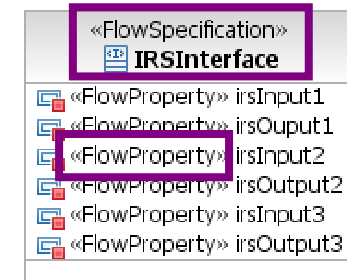 «FlowSpecification»
IRSInterface
«FlowProperty» irsInput1
«FlowProperty» irsOuput1
«FlowProperty» irsInput2
«FlowProperty» irsOutput2
«FlowProperty» irsInput3
«FlowProperty» irsOutput3